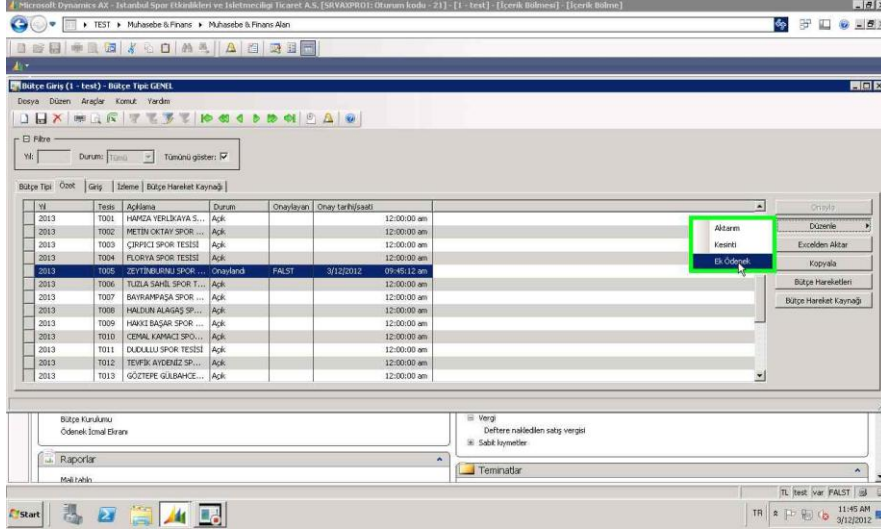 Microsoft Dynamics AX - Istanbul Spor Etkinlikleri ve Isletmeciligi Ticaret A.S. [SRVAXPRO1: Oturum kodu - 21] - [1 - test] - [İçerik Bölmesi] - [İçerik Bölme]
TEST Muhasebe & Finans Muhasebe & Finans Alan
Bütçe Giriş (1 - test) - Bütçe Tipi: GENEL
Dosya Düzen Araçlar Komut Yardım
Filtre
Yıl: Durum: Tümü Tümünü göster:
Bütçe Tipi Özet Giriş İzleme Bütçe Hareket Kaynağı
Yıl Tesis Açıklama Durum Onaylayan Onay tarihi/saati
2013 T001 HAMZA YERLİKAYA S... Açık 12:00:00 am
2013 T002 METİN OKTAY SPOR ... Açık 12:00:00 am
2013 T003 ÇIRPICI SPOR TESİSİ Açık 12:00:00 am
2013 T004 FLORYA SPOR TESİSİ Açık 12:00:00 am
2013 T005 ZEYTİNBURNU SPOR ... Onaylandı FALST 3/12/2012 09:45:12 am
2013 T006 TUZLA SAHİL SPOR T... Açık 12:00:00 am
2013 T007 BAYRAMPAŞA SPOR ... Açık 12:00:00 am
2013 T008 HALDUN ALAGAŞ SP... Açık 12:00:00 am
2013 T009 HAKKI BAŞAR SPOR ... Açık 12:00:00 am
2013 T010 CEMAL KAMACI SPO... Açık 12:00:00 am
2013 T011 DUDULLU SPOR TESİSİ Açık 12:00:00 am
2013 T012 TEVFİK AYDENİZ SP... Açık 12:00:00 am
2013 T013 GÖZTEPE GÜLBAHCE... Açık 12:00:00 am
Aktarım
Kesinti
Ek Ödenek
Onayla
Düzenle
Excelden Aktar
Kopyala
Bütçe Hareketleri
Bütçe Hareket Kaynağı
Bütçe Kurulumu
Ödenek İcmal Ekranı
Raporlar
Mali tablo
Vergi
Deftere nakledilen satış vergisi
Sabit kıymetler
Teminatlar
TL test var FALST
Start
TR 11:45 AM
3/12/2012